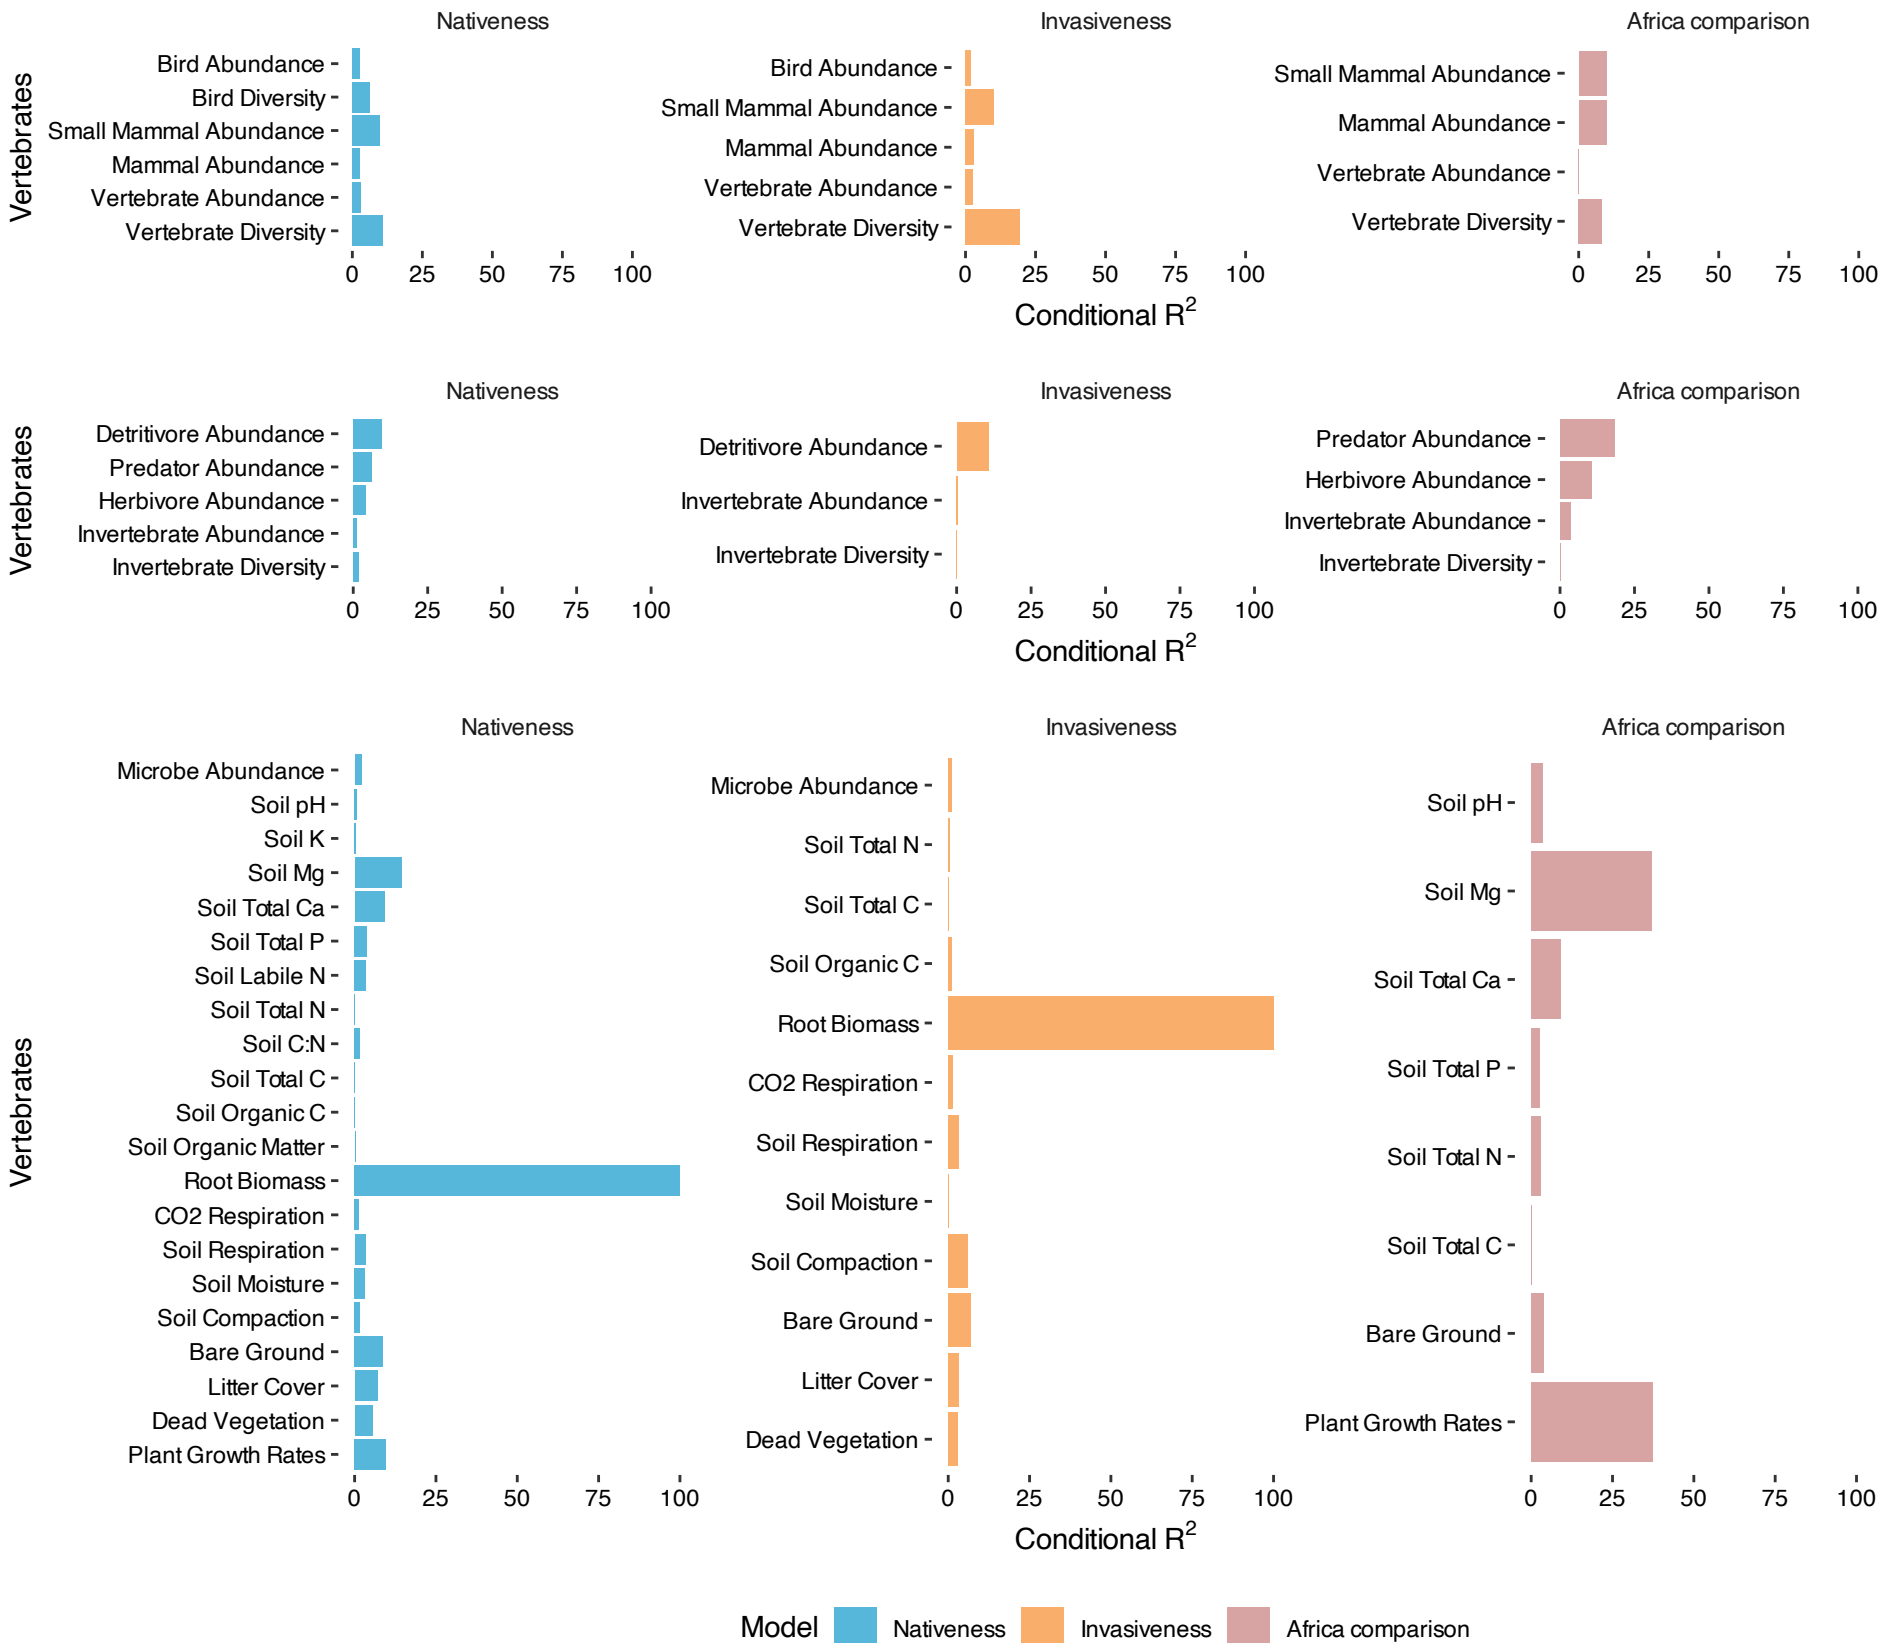 Nativeness
Invasiveness
Africa comparison
Vertebrates
Bird Abundance
Bird Diversity
Small Mammal Abundance
Mammal Abundance
Vertebrate Abundance
Vertebrate Diversity
0 25 50 75 100
Bird Abundance
Small Mammal Abundance
Mammal Abundance
Vertebrate Abundance
Vertebrate Diversity
0 25 50 75 100
Small Mammal Abundance
Mammal Abundance
Vertebrate Abundance
Vertebrate Diversity
0 25 50 75 100
Conditional R²
Nativeness
Invasiveness
Africa comparison
Vertebrates
Detritivore Abundance
Predator Abundance
Herbivore Abundance
Invertebrate Abundance
Invertebrate Diversity
0 25 50 75 100
Detritivore Abundance
Invertebrate Abundance
Invertebrate Diversity
0 25 50 75 100
Predator Abundance
Herbivore Abundance
Invertebrate Abundance
Invertebrate Diversity
0 25 50 75 100
Conditional R²
Nativeness
Invasiveness
Africa comparison
Vertebrates
Microbe Abundance
Soil pH
Soil K
Soil Mg
Soil Total Ca
Soil Total P
Soil Labile N
Soil Total N
Soil C:N
Soil Total C
Soil Organic C
Soil Organic Matter
Root Biomass
CO2 Respiration
Soil Respiration
Soil Moisture
Soil Compaction
Bare Ground
Litter Cover
Dead Vegetation
Plant Growth Rates
0 25 50 75 100
Microbe Abundance
Soil Total N
Soil Total C
Soil Organic C
Root Biomass
CO2 Respiration
Soil Respiration
Soil Moisture
Soil Compaction
Bare Ground
Litter Cover
Dead Vegetation
0 25 50 75 100
Soil pH
Soil Mg
Soil Total Ca
Soil Total P
Soil Total N
Soil Total C
Bare Ground
Plant Growth Rates
0 25 50 75 100
Conditional R²
Model Nativeness Invasiveness Africa comparison